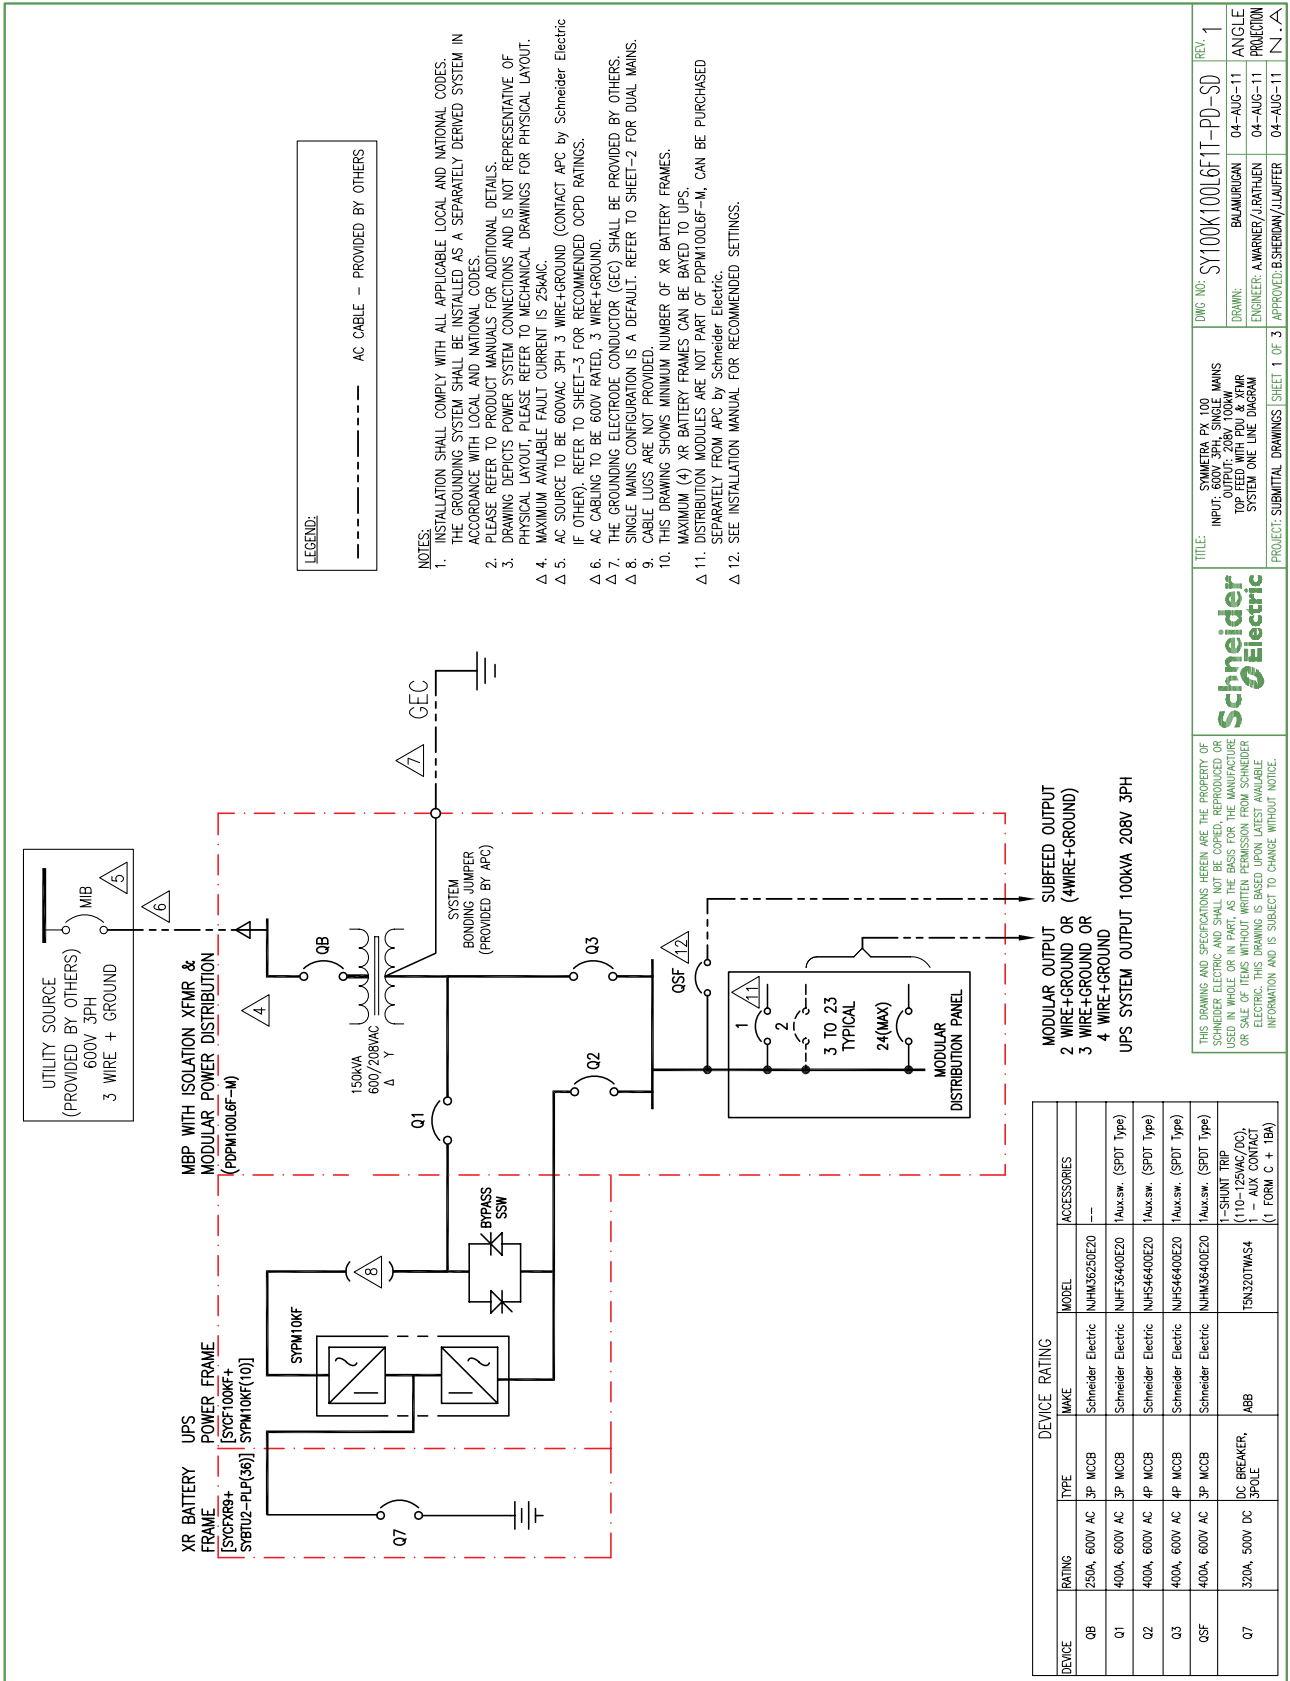 UTILITY SOURCE
(PROVIDED BY OTHERS)
600V 3PH
3 WIRE + GROUND
MIB
5
6
XR BATTERY
FRAME
[SYCFXR9+
SYBTU2-PLP(36)]
UPS
POWER FRAME
[SYCF100KF+
SYPM10KF(10)]
MBP WITH ISOLATION XFMR &
MODULAR POWER DISTRIBUTION
(PDPM100L6F-M)
4
QB
150kVA
600/208VAC
Δ Y
SYSTEM
BONDING JUMPER
(PROVIDED BY APC)
7
GEC
SYPM10KF
8
BYPASS
SSW
Q1
Q7
Q2
Q3
QSF
12
11
1
2
3 TO 23
TYPICAL
24(MAX)
MODULAR
DISTRIBUTION PANEL
MODULAR OUTPUT
2 WIRE+GROUND OR
3 WIRE+GROUND OR
4 WIRE+GROUND
SUBFEED OUTPUT
(4WIRE+GROUND)
UPS SYSTEM OUTPUT 100kVA 208V 3PH
LEGEND:
AC CABLE - PROVIDED BY OTHERS
NOTES:
1. INSTALLATION SHALL COMPLY WITH ALL APPLICABLE LOCAL AND NATIONAL CODES.
THE GROUNDING SYSTEM SHALL BE INSTALLED AS A SEPARATELY DERIVED SYSTEM IN
ACCORDANCE WITH LOCAL AND NATIONAL CODES.
2. PLEASE REFER TO PRODUCT MANUALS FOR ADDITIONAL DETAILS.
3. DRAWING DEPICTS POWER SYSTEM CONNECTIONS AND IS NOT REPRESENTATIVE OF
PHYSICAL LAYOUT, PLEASE REFER TO MECHANICAL DRAWINGS FOR PHYSICAL LAYOUT.
Δ 4. MAXIMUM AVAILABLE FAULT CURRENT IS 25kAIC.
Δ 5. AC SOURCE TO BE 600VAC 3PH 3 WIRE+GROUND (CONTACT APC by Schneider Electric
IF OTHER). REFER TO SHEET-3 FOR RECOMMENDED OCPD RATINGS.
Δ 6. AC CABLING TO BE 600V RATED, 3 WIRE+GROUND.
Δ 7. THE GROUNDING ELECTRODE CONDUCTOR (GEC) SHALL BE PROVIDED BY OTHERS.
Δ 8. SINGLE MAINS CONFIGURATION IS A DEFAULT. REFER TO SHEET-2 FOR DUAL MAINS.
9. CABLE LUGS ARE NOT PROVIDED.
10. THIS DRAWING SHOWS MINIMUM NUMBER OF XR BATTERY FRAMES.
MAXIMUM (4) XR BATTERY FRAMES CAN BE BAYED TO UPS.
Δ 11. DISTRIBUTION MODULES ARE NOT PART OF PDPM100L6F-M, CAN BE PURCHASED
SEPARATELY FROM APC by Schneider Electric.
Δ 12. SEE INSTALLATION MANUAL FOR RECOMMENDED SETTINGS.
DEVICE RATING
DEVICE RATING TYPE MAKE MODEL ACCESSORIES
QB 250A, 600V AC 3P MCCB Schneider Electric NJHM36250E20 --
Q1 400A, 600V AC 3P MCCB Schneider Electric NJHF36400E20 1Aux.sw. (SPDT Type)
Q2 400A, 600V AC 4P MCCB Schneider Electric NJHS46400E20 1Aux.sw. (SPDT Type)
Q3 400A, 600V AC 4P MCCB Schneider Electric NJHS46400E20 1Aux.sw. (SPDT Type)
QSF 400A, 600V AC 3P MCCB Schneider Electric NJHM36400E20 1Aux.sw. (SPDT Type)
Q7 320A, 500V DC DC BREAKER, 3POLE ABB T5N320TWAS4 1-SHUNT TRIP
(110-125VAC/DC),
1 - AUX CONTACT
(1 FORM C + 1BA)
THIS DRAWING AND SPECIFICATIONS HEREIN ARE THE PROPERTY OF
SCHNEIDER ELECTRIC AND SHALL NOT BE COPIED, REPRODUCED OR
USED IN WHOLE OR IN PART, AS THE BASIS FOR THE MANUFACTURE
OR SALE OF ITEMS WITHOUT WRITTEN PERMISSION FROM SCHNEIDER
ELECTRIC. THIS DRAWING IS BASED UPON LATEST AVAILABLE
INFORMATION AND IS SUBJECT TO CHANGE WITHOUT NOTICE.
Schneider
Electric
TITLE:
SYMMETRA PX 100
INPUT: 600V 3PH, SINGLE MAINS
OUTPUT: 208V 100kW
TOP FEED WITH PDU & XFMR
SYSTEM ONE LINE DIAGRAM
PROJECT: SUBMITTAL DRAWINGS SHEET 1 OF 3
DWG NO: SY100K100L6F1T-PD-SD REV. 1
DRAWN: BALAMURUGAN 04-AUG-11
ENGINEER: A.WARNER/J.RATHJEN 04-AUG-11
APPROVED: B.SHERIDAN/J.LAUFFER 04-AUG-11
ANGLE
PROJECTION
N.A